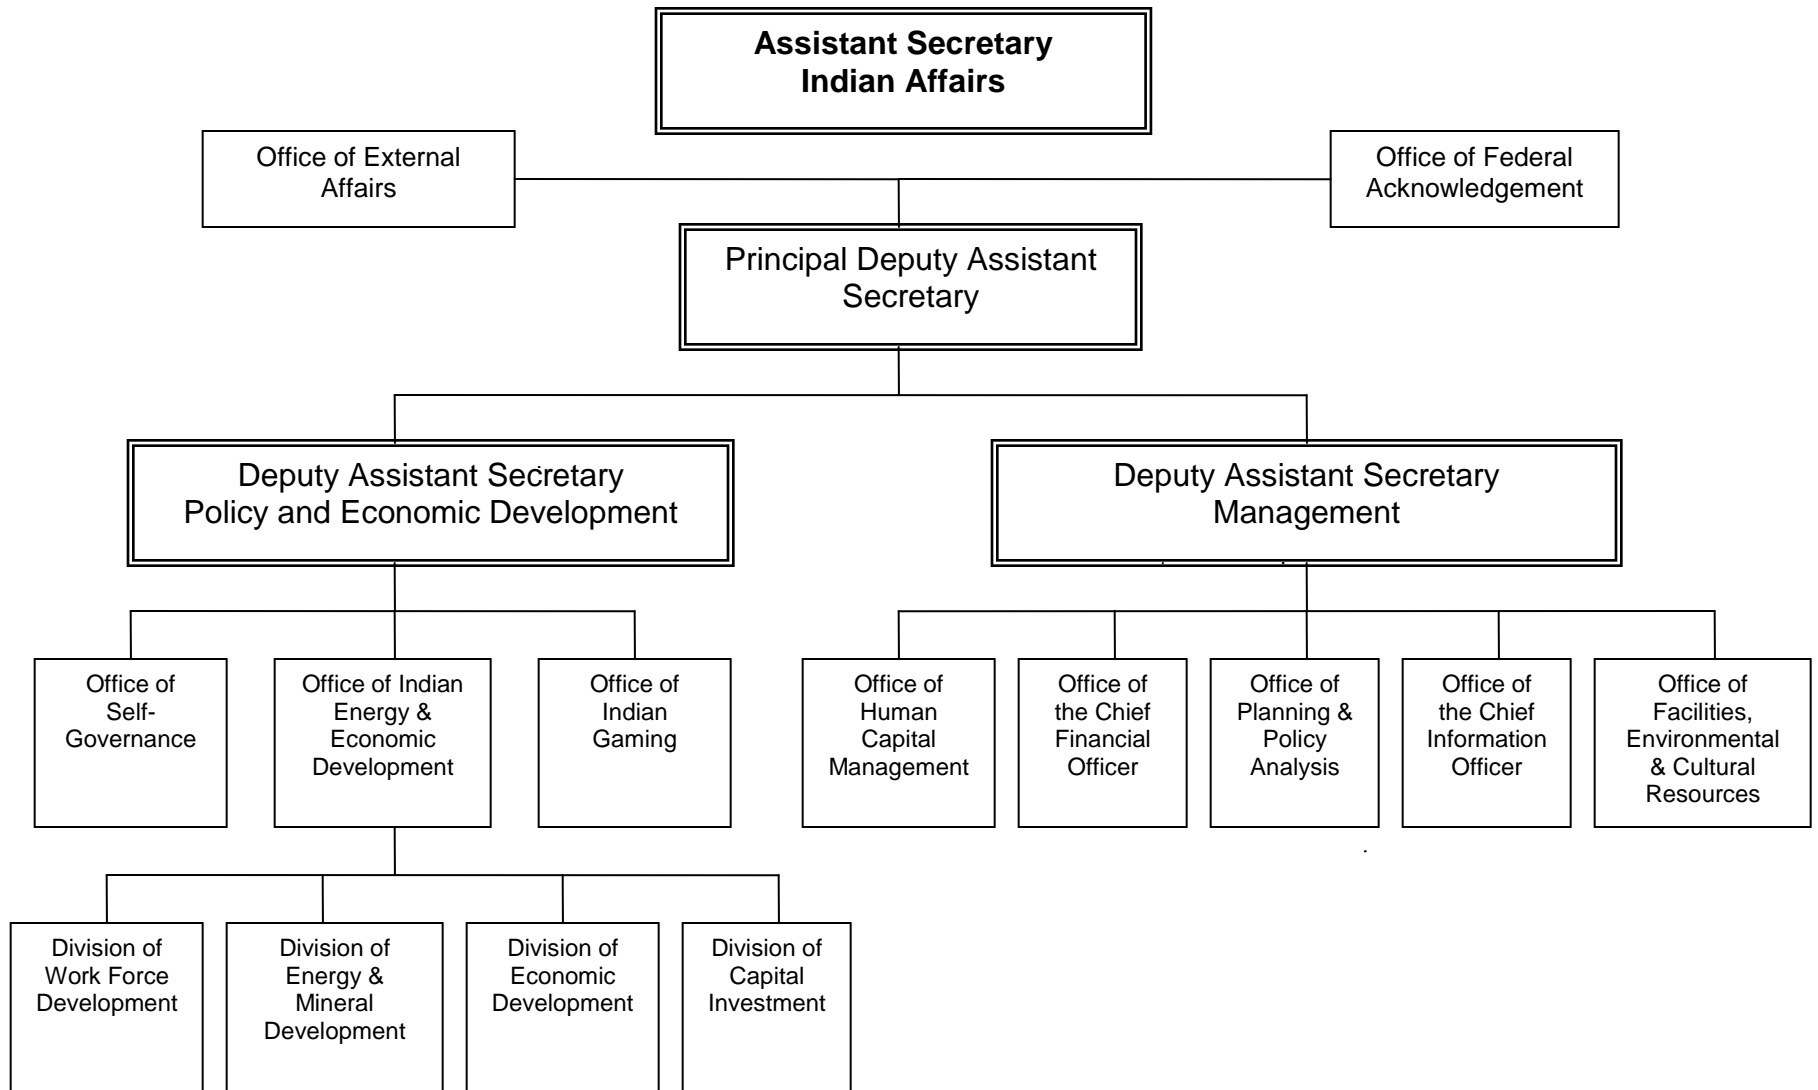 Assistant Secretary
Indian Affairs
Office of External
Affairs
Office of Federal
Acknowledgement
Principal Deputy Assistant
Secretary
Deputy Assistant Secretary
Policy and Economic Development
Deputy Assistant Secretary
Management
Office of
Self-
Governance
Office of Indian
Energy &
Economic
Development
Office of
Indian
Gaming
Office of
Human
Capital
Management
Office of
the Chief
Financial
Officer
Office of
Planning &
Policy
Analysis
Office of
the Chief
Information
Officer
Office of
Facilities,
Environmental
& Cultural
Resources
Division of
Work Force
Development
Division of
Energy &
Mineral
Development
Division of
Economic
Development
Division of
Capital
Investment